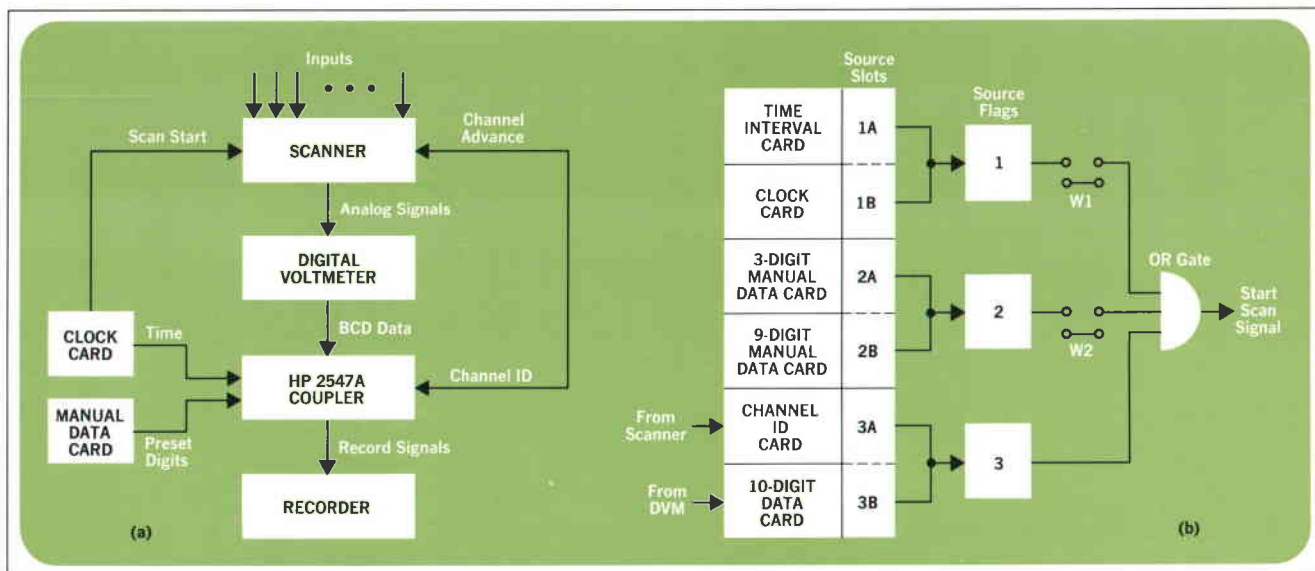 Inputs
Scan Start
Channel
Advance
SCANNER
Analog Signals
DIGITAL
VOLTMETER
BCD Data
CLOCK
CARD
Time
HP 2547A
COUPLER
Channel ID
MANUAL
DATA
CARD
Preset
Digits
Record Signals
RECORDER
(a)
Source
Slots
Source
Flags
TIME
INTERVAL
CARD
1A
CLOCK
CARD
1B
1
W1
3-DIGIT
MANUAL
DATA CARD
2A
9-DIGIT
MANUAL
DATA CARD
2B
2
W2
OR Gate
Start
Scan
Signal
From
Scanner
CHANNEL
ID
CARD
3A
From
DVM
10-DIGIT
DATA
CARD
3B
3
(b)